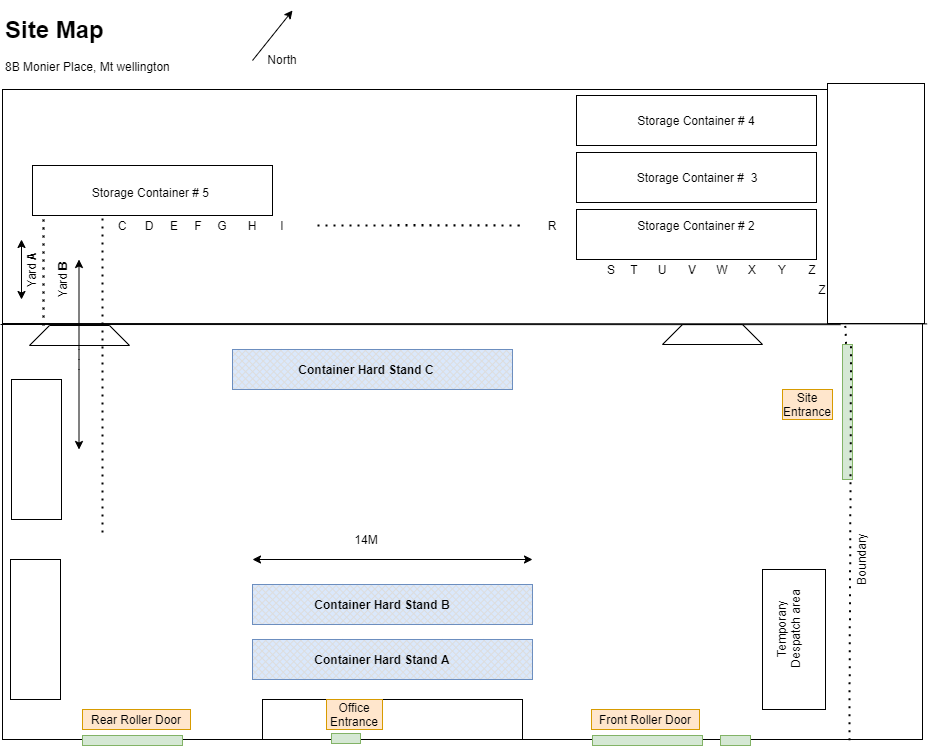 Site Map
North
8B Monier Place, Mt wellington
Storage Container # 4
Storage Container # 3
Storage Container # 5
Storage Container # 2
C D E F G H I R
S T U V W X Y Z
Z
Yard A
Yard B
Container Hard Stand C
Site
Entrance
14M
Boundary
Container Hard Stand B
Temporary
Despatch area
Container Hard Stand A
Office
Entrance
Rear Roller Door
Front Roller Door